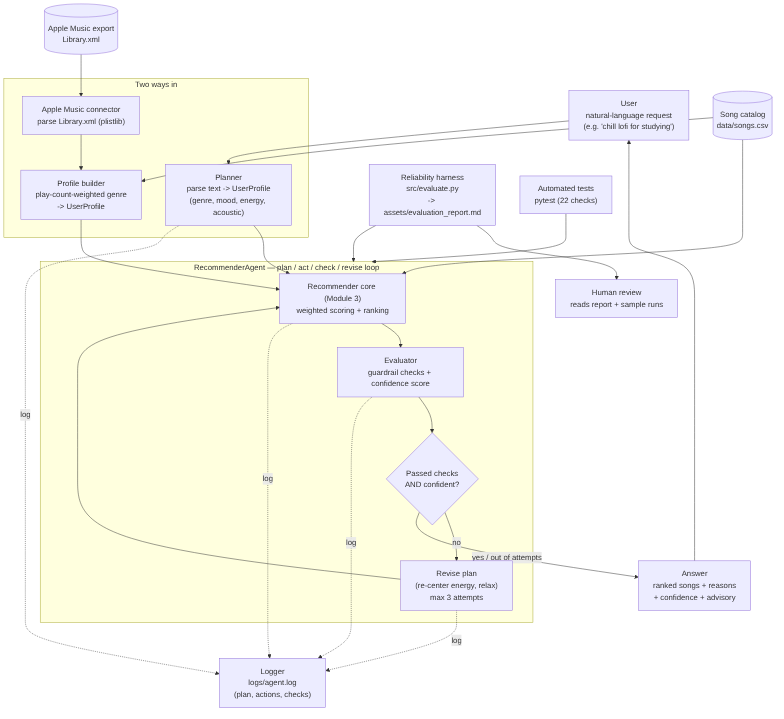 Apple Music export
Library.xml
Two ways in
Apple Music connector
parse Library.xml (plistlib)
User
natural-language request
(e.g. 'chill lofi for studying')
Song catalog
data/songs.csv
Profile builder
play-count-weighted genre
-> UserProfile
Planner
parse text -> UserProfile
(genre, mood, energy,
acoustic)
Reliability harness
src/evaluate.py
->
assets/evaluation_report.md
Automated tests
pytest (22 checks)
RecommenderAgent — plan / act / check / revise loop
Recommender core
(Module 3)
weighted scoring + ranking
Human review
reads report + sample runs
Evaluator
guardrail checks +
confidence score
log
log
log
Passed checks
AND confident?
no
yes / out of attempts
Revise plan
(re-center energy, relax)
max 3 attempts
Answer
ranked songs + reasons
+ confidence + advisory
log
Logger
logs/agent.log
(plan, actions, checks)